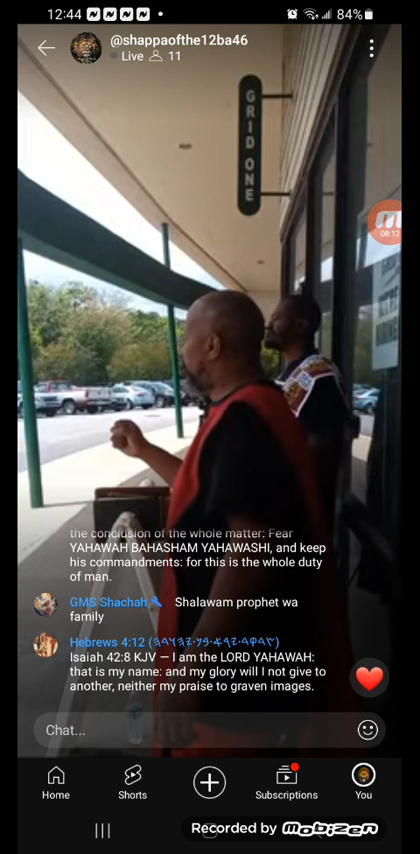 12:44
84%
@shappaofthe12ba46
Live 11
GRID ONE
08:12
the conclusion of the whole matter: Fear
YAHAWAH BAHASHAM YAHAWASHI, and keep
his commandments: for this is the whole duty
of man.
GMS Shachah Shalawam prophet wa
family
Hebrews 4:12
Isaiah 42:8 KJV — I am the LORD YAHAWAH:
that is my name: and my glory will I not give to
another, neither my praise to graven images.
Chat...
Home Shorts Subscriptions You
Recorded by mobizen